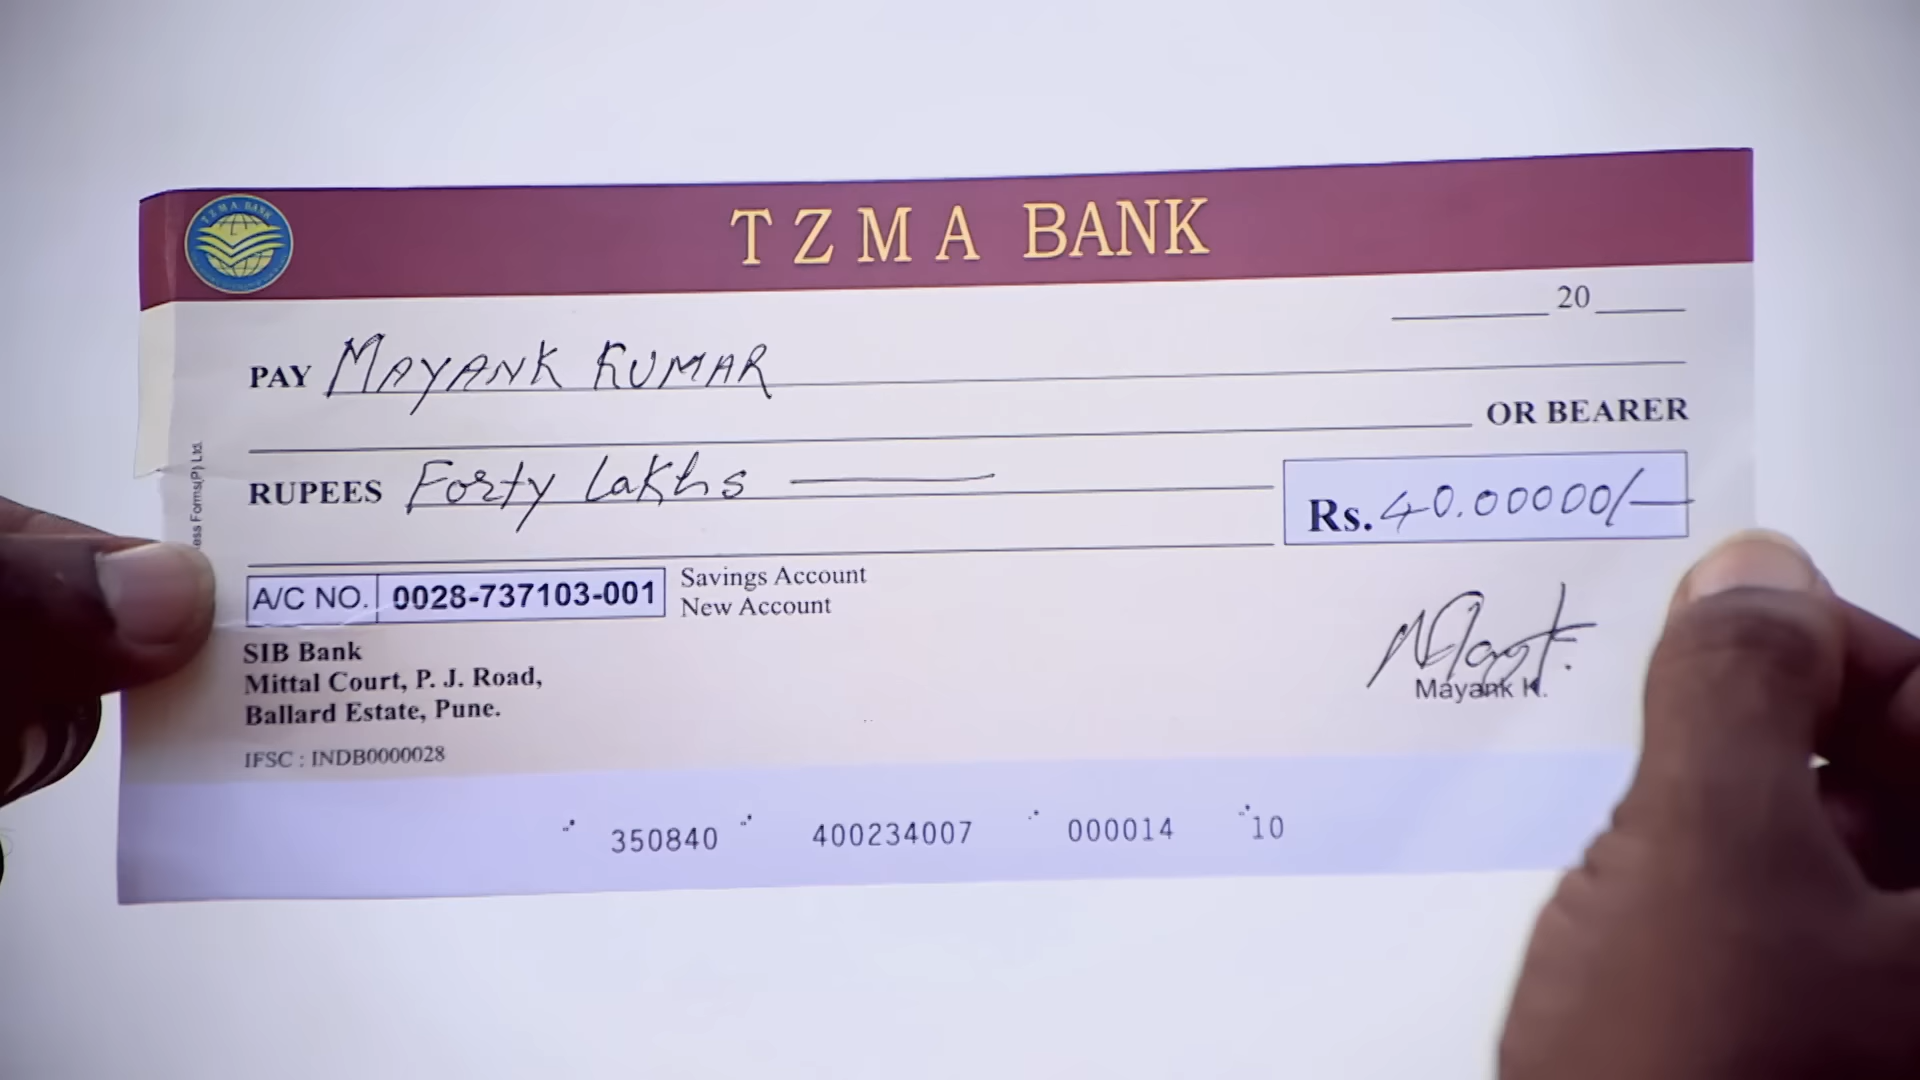 TZMA BANK
T Z M A BANK
20
PAY MAYANK KUMAR
OR BEARER
RUPEES Forty Lakhs
Rs. 40.00000/-
A/C NO. 0028-737103-001
Savings Account
New Account
SIB Bank
Mittal Court, P. J. Road,
Ballard Estate, Pune.
IFSC : INDB0000028
Mayank K.
Forms(P) Ltd.
350840 400234007 000014 10